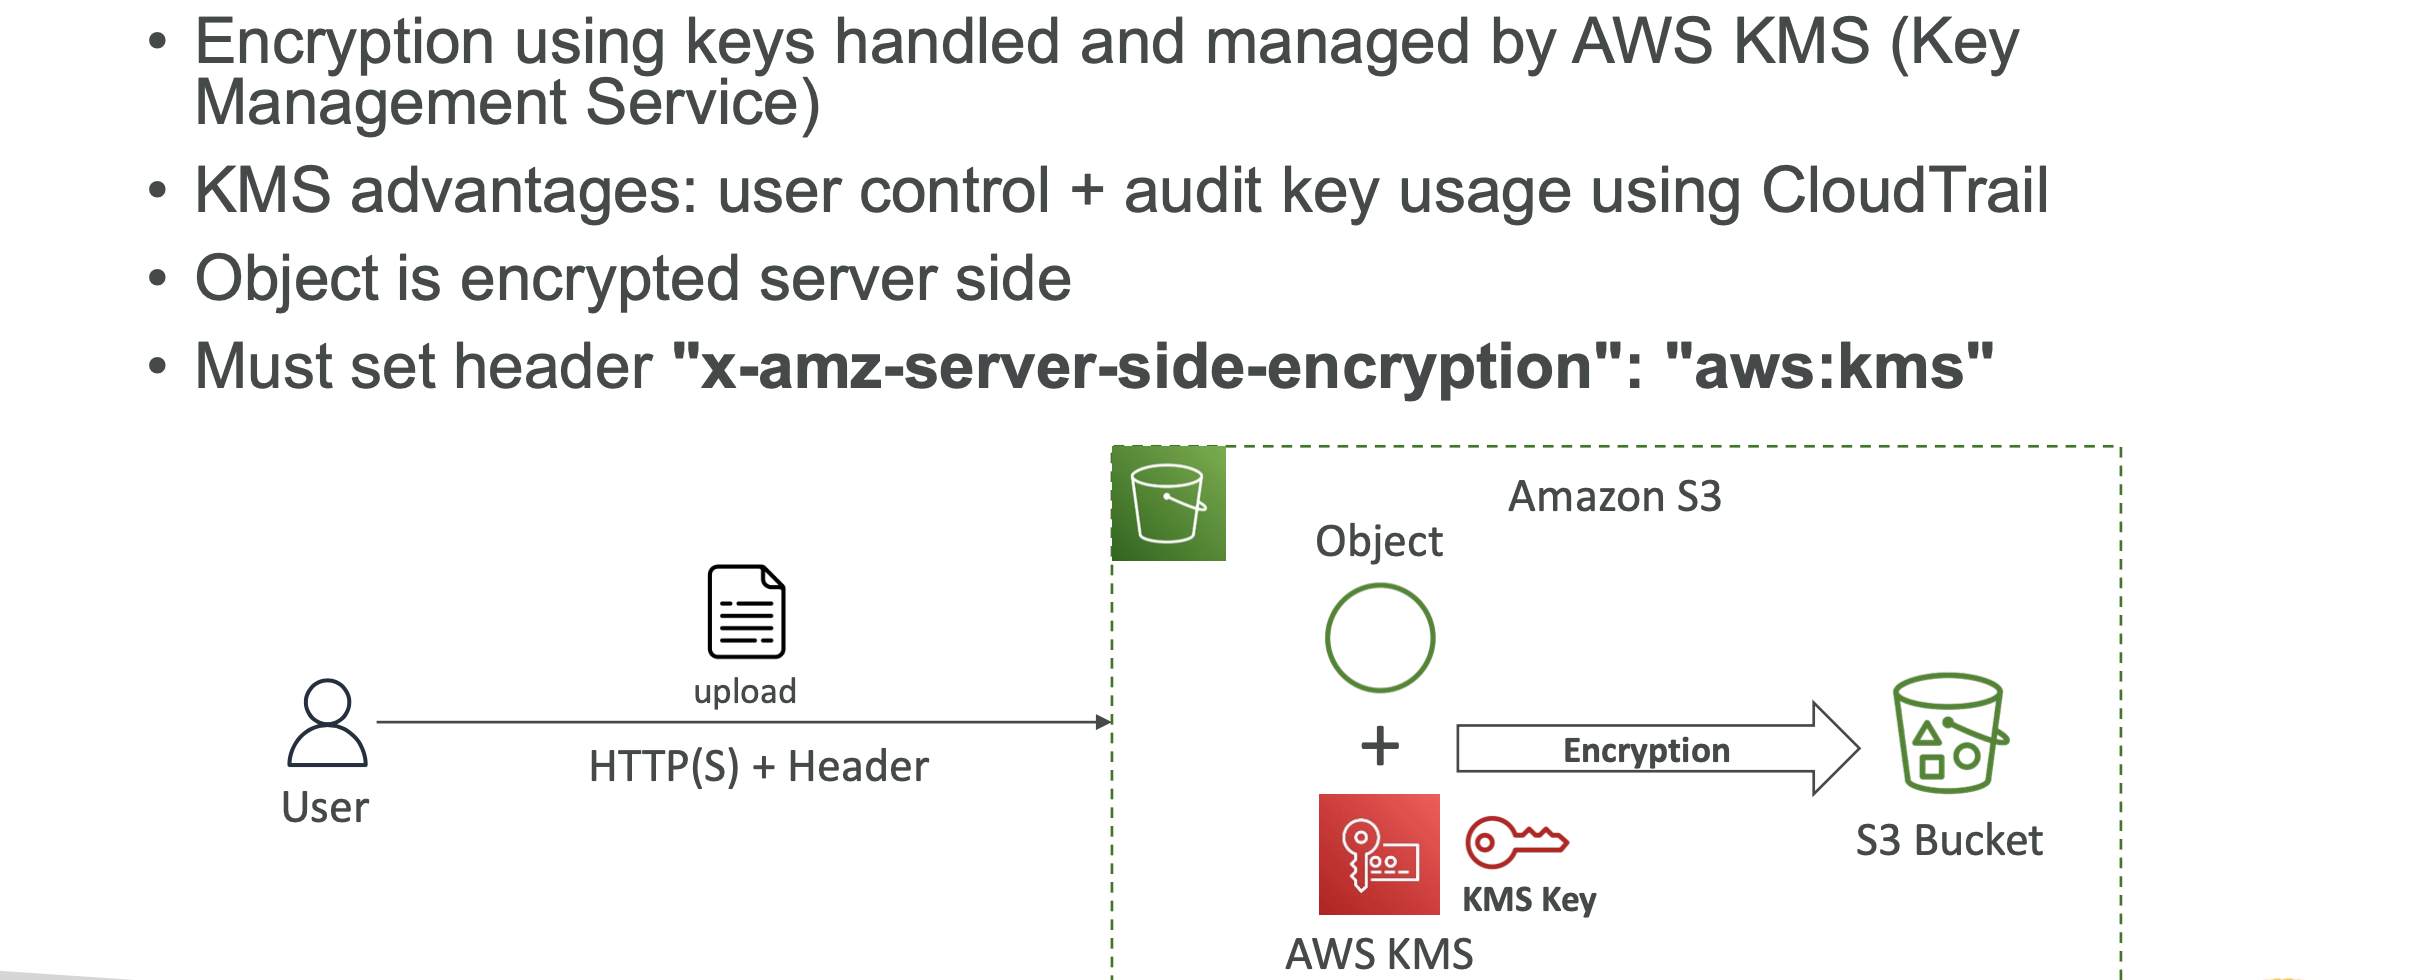 • Encryption using keys handled and managed by AWS KMS (Key
Management Service)
• KMS advantages: user control + audit key usage using CloudTrail
• Object is encrypted server side
• Must set header "x-amz-server-side-encryption": "aws:kms"
Amazon S3
Object
upload
HTTP(S) + Header
User
+
Encryption
S3 Bucket
KMS Key
AWS KMS